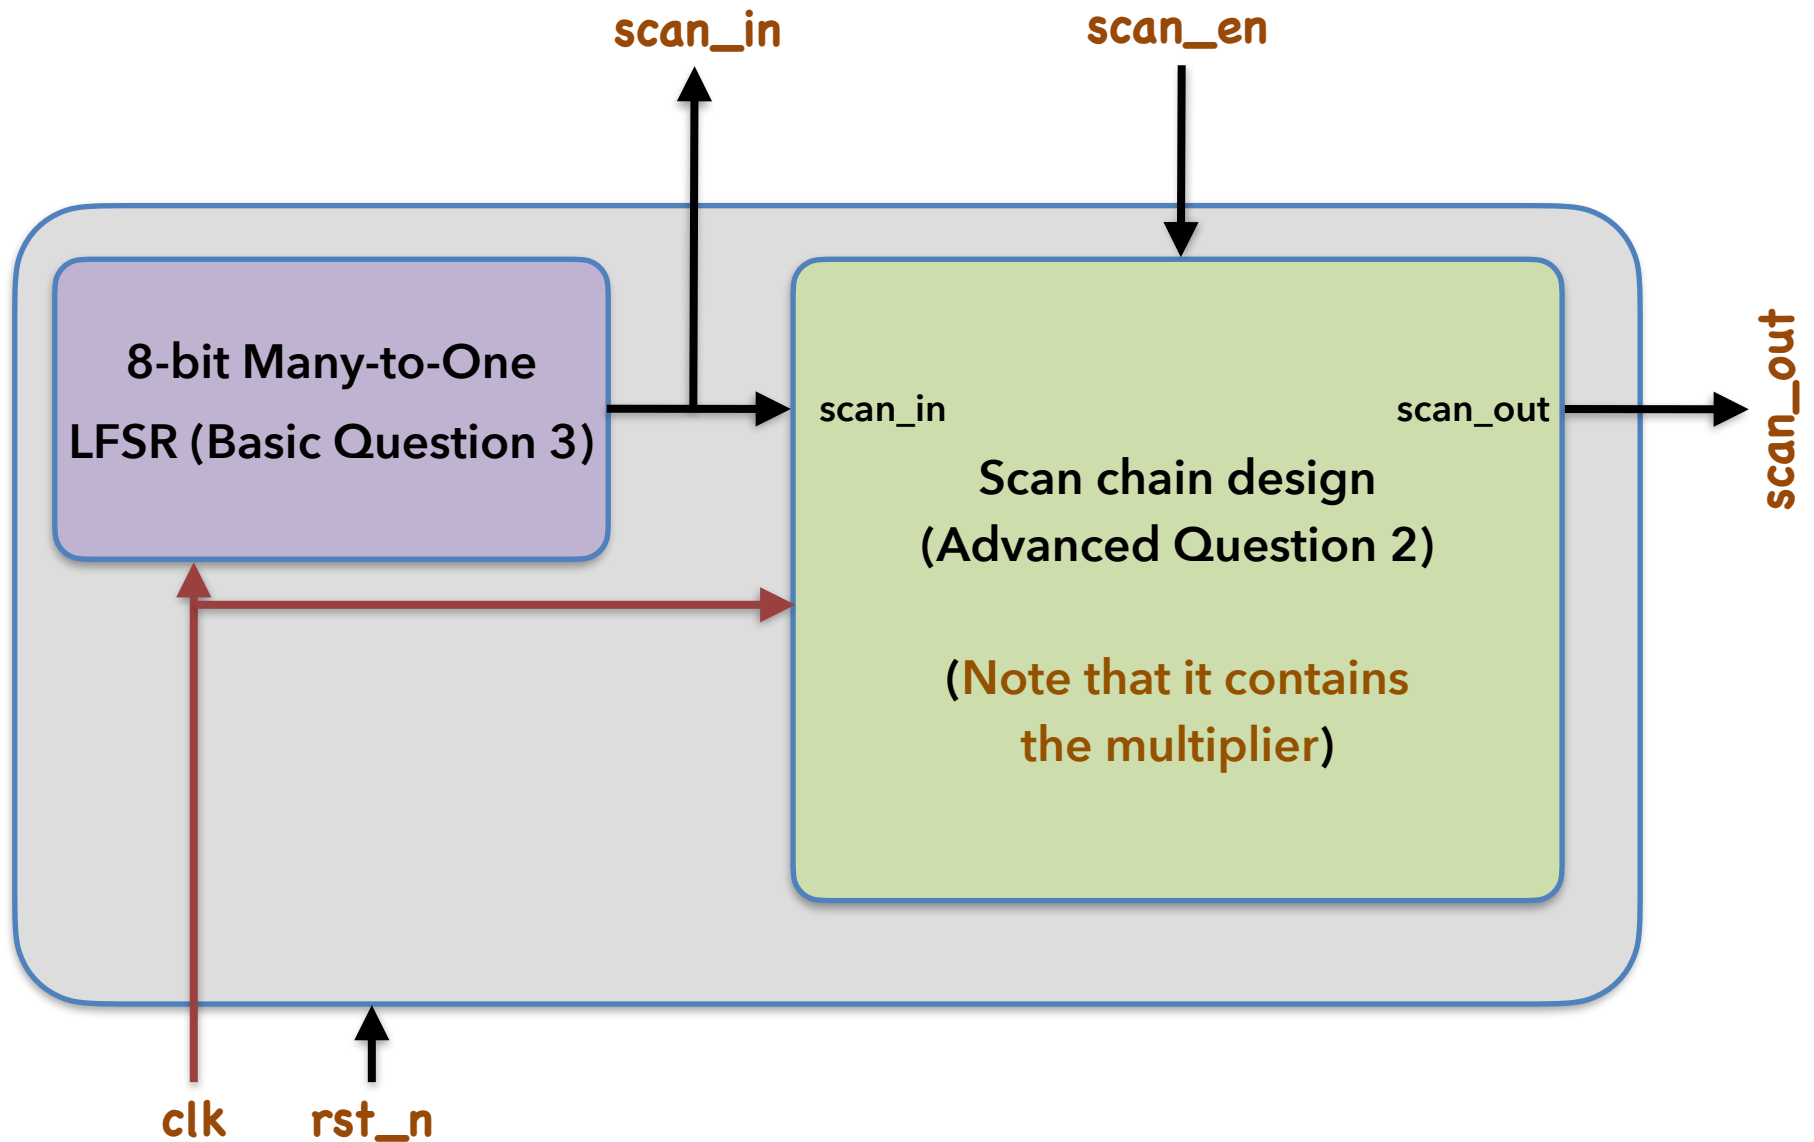 scan_in
scan_en
8-bit Many-to-One
LFSR (Basic Question 3)
scan_in
scan_out
scan_out
Scan chain design
(Advanced Question 2)
(Note that it contains
the multiplier)
clk
rst_n